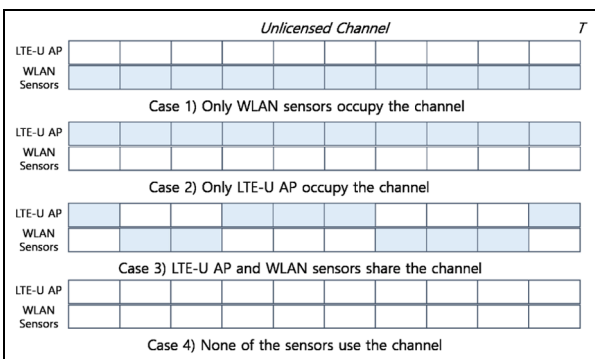 Unlicensed Channel T
LTE-U AP
WLAN
Sensors
Case 1) Only WLAN sensors occupy the channel
LTE-U AP
WLAN
Sensors
Case 2) Only LTE-U AP occupy the channel
LTE-U AP
WLAN
Sensors
Case 3) LTE-U AP and WLAN sensors share the channel
LTE-U AP
WLAN
Sensors
Case 4) None of the sensors use the channel